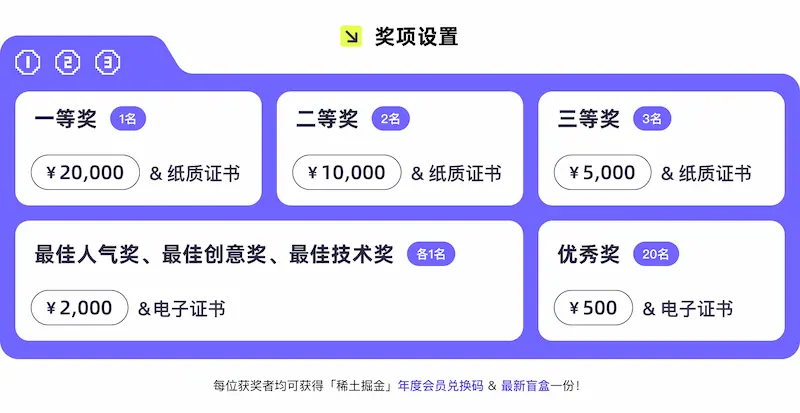 奖项设置
1 2 3
一等奖 1名
¥20,000 & 纸质证书
二等奖 2名
¥10,000 & 纸质证书
三等奖 3名
¥5,000 & 纸质证书
最佳人气奖、最佳创意奖、最佳技术奖 各1名
¥2,000 &电子证书
优秀奖 20名
¥500 & 电子证书
每位获奖者均可获得「稀土掘金」年度会员兑换码 & 最新盲盒一份!